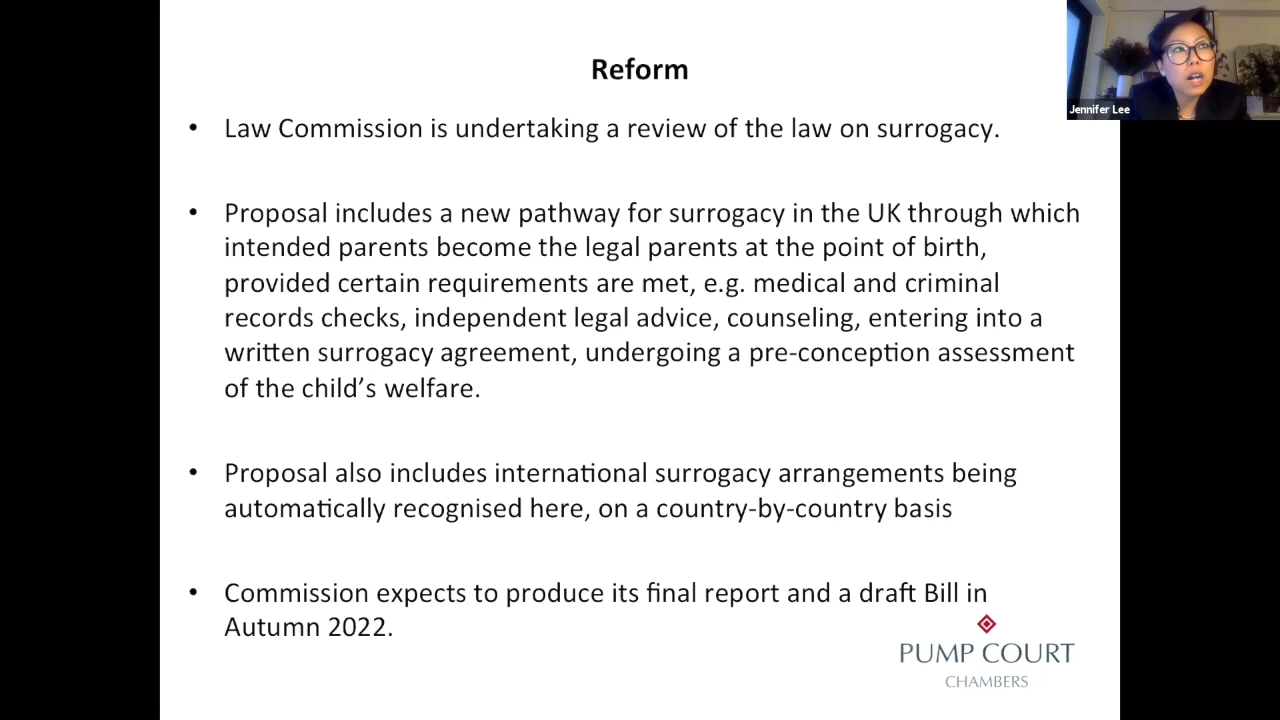 Reform
• Law Commission is undertaking a review of the law on surrogacy.
• Proposal includes a new pathway for surrogacy in the UK through which
intended parents become the legal parents at the point of birth,
provided certain requirements are met, e.g. medical and criminal
records checks, independent legal advice, counseling, entering into a
written surrogacy agreement, undergoing a pre-conception assessment
of the child’s welfare.
• Proposal also includes international surrogacy arrangements being
automatically recognised here, on a country-by-country basis
• Commission expects to produce its final report and a draft Bill in
Autumn 2022.
PUMP COURT
CHAMBERS
Jennifer Lee